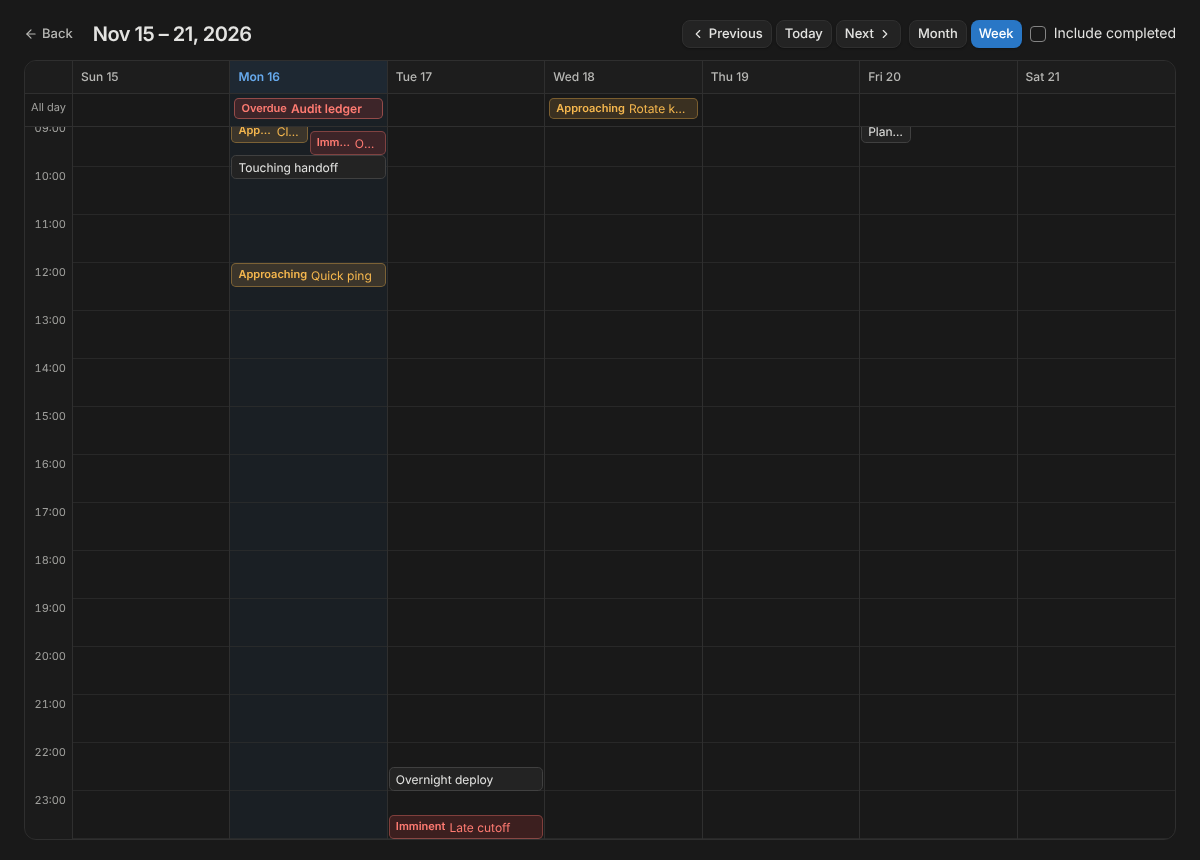 Back
Nov 15 – 21, 2026
Previous
Today
Next
Month
Week
Include completed
Sun 15
Mon 16
Tue 17
Wed 18
Thu 19
Fri 20
Sat 21
All day
Overdue Audit ledger
Approaching Rotate k...
09:00
App... Cl...
Imm... O...
Plan...
Touching handoff
10:00
11:00
12:00
Approaching Quick ping
13:00
14:00
15:00
16:00
17:00
18:00
19:00
20:00
21:00
22:00
Overnight deploy
23:00
Imminent Late cutoff